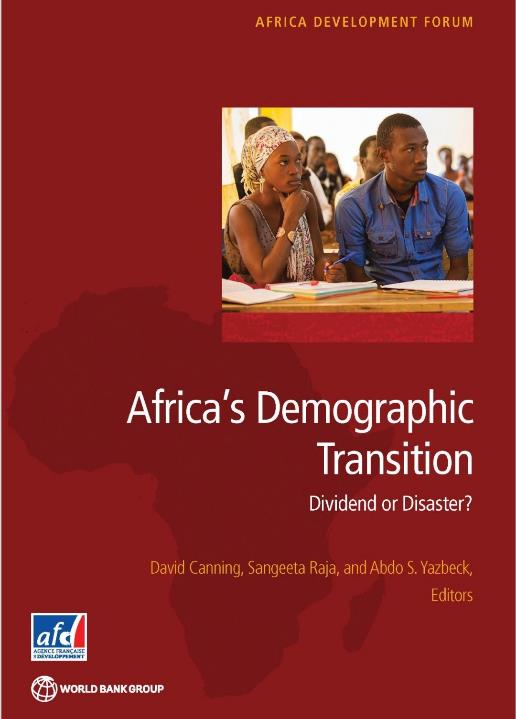 AFRICA DEVELOPMENT FORUM
Africa's Demographic
Transition
Dividend or Disaster?
David Canning, Sangeeta Raja, and Abdo S. Yazbeck,
Editors
afd
AGENCE FRANÇAISE
DE DÉVELOPPEMENT
WORLD BANK GROUP